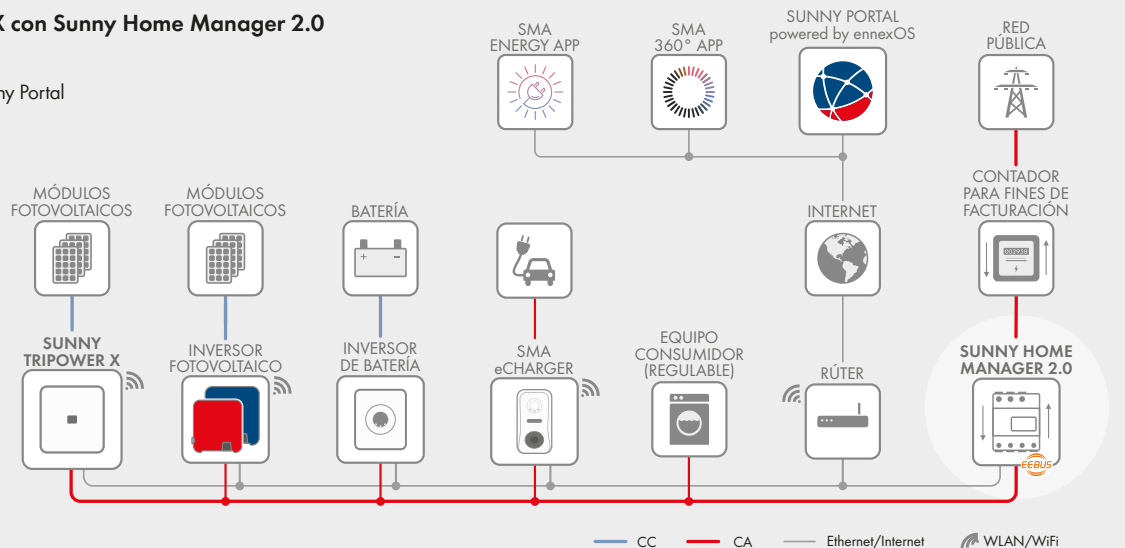 X con Sunny Home Manager 2.0
ny Portal
SMA
ENERGY APP
SMA
360° APP
SUNNY PORTAL
powered by ennexOS
RED
PÚBLICA
MÓDULOS
FOTOVOLTAICOS
MÓDULOS
FOTOVOLTAICOS
BATERÍA
INTERNET
CONTADOR
PARA FINES DE
FACTURACIÓN
SUNNY
TRIPOWER X
INVERSOR
FOTOVOLTAICO
INVERSOR
DE BATERÍA
SMA
eCHARGER
EQUIPO
CONSUMIDOR
(REGULABLE)
RÚTER
SUNNY HOME
MANAGER 2.0
EEBUS
CC
CA
Ethernet/Internet
WLAN/WiFi